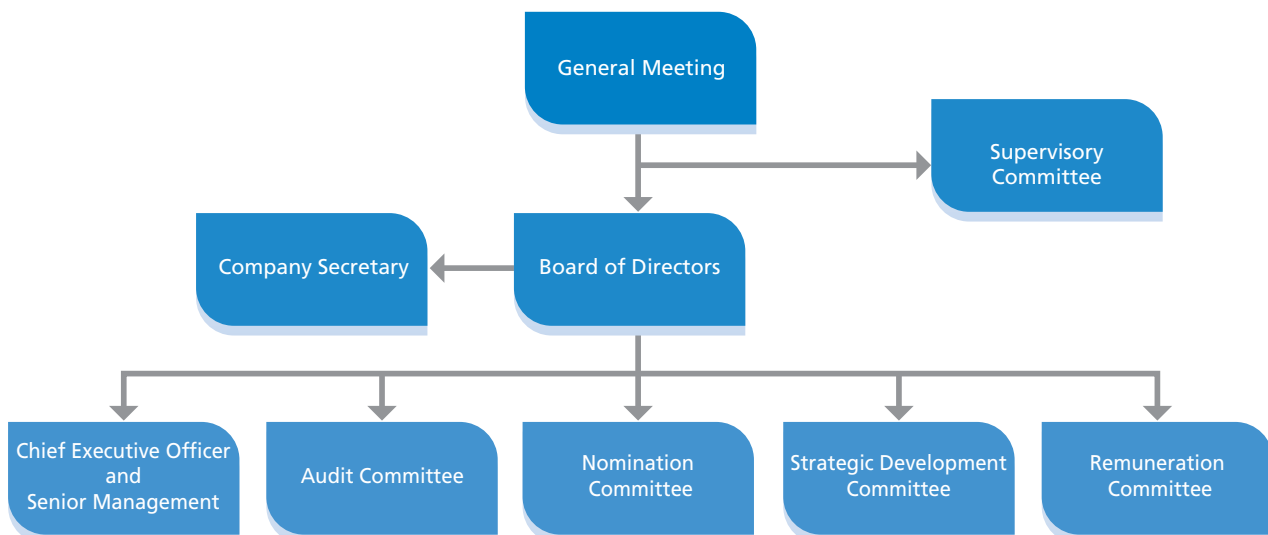 General Meeting
Supervisory
Committee
Company Secretary
Board of Directors
Chief Executive Officer
and
Senior Management
Audit Committee
Nomination
Committee
Strategic Development
Committee
Remuneration
Committee